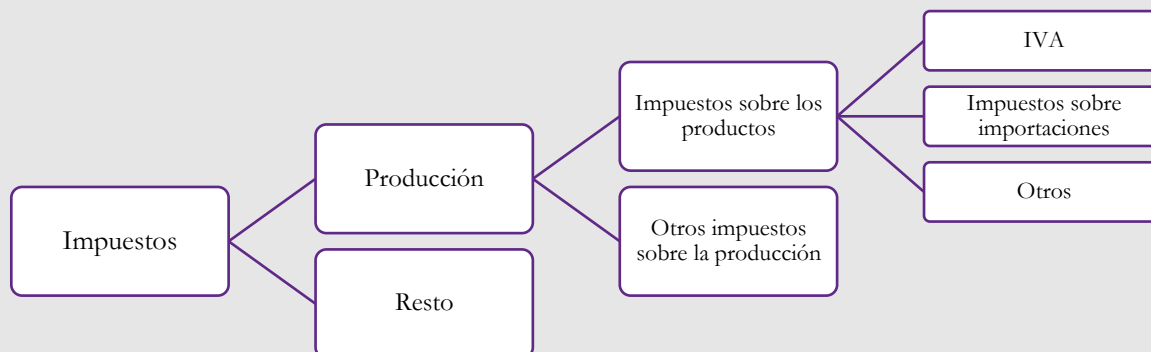 Impuestos
Producción
Resto
Impuestos sobre los
productos
Otros impuestos
sobre la producción
IVA
Impuestos sobre
importaciones
Otros